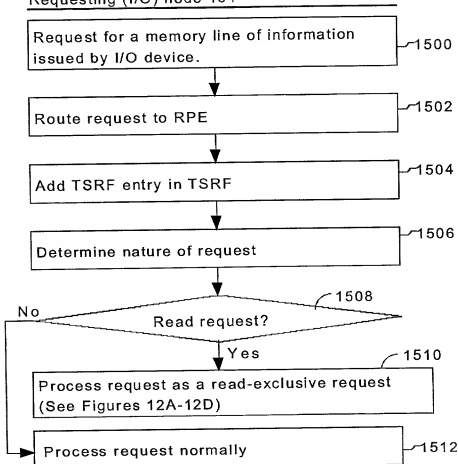 Requesting (I/O) node
Request for a memory line of information
issued by I/O device.
1500
Route request to RPE
1502
Add TSRF entry in TSRF
1504
Determine nature of request
1506
1508
Read request?
No
Yes
1510
Process request as a read-exclusive request
(See Figures 12A-12D)
Process request normally
1512